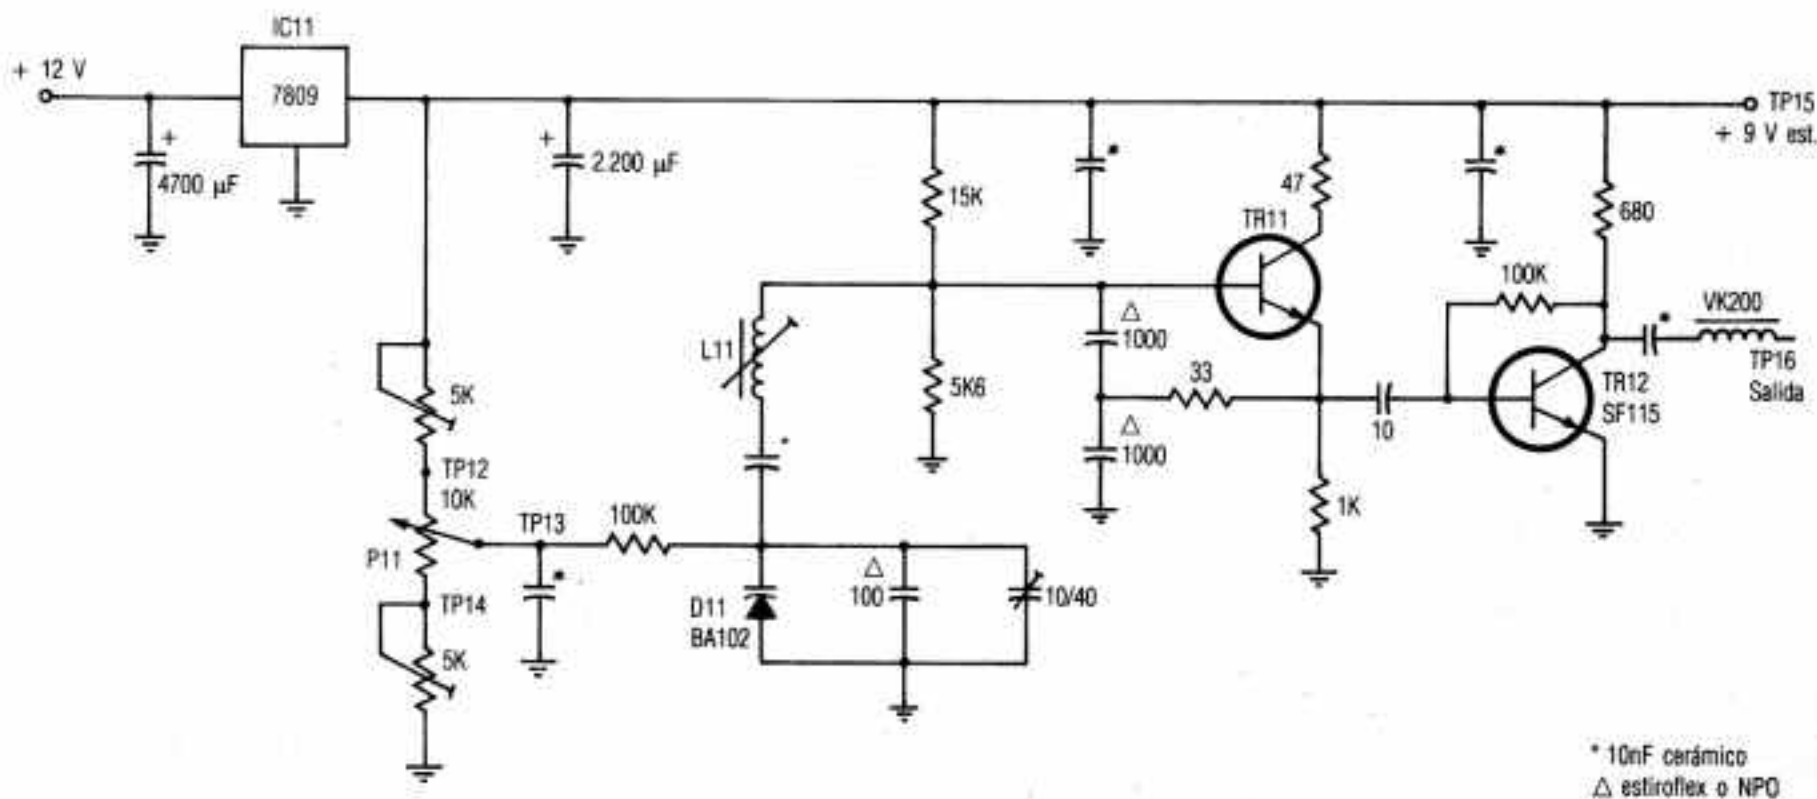 IC11
+ 12 V
7809
TP15
+ 9 V est.
+
4700 µF
+
2.200 µF
*
*
15K
47
TR11
680
100K
VK200
*
TP16
Salida
L11
△
1000
5K6
33
TR12
SF115
5K
10
△
1000
TP12
10K
*
TP13
100K
1K
P11
*
△
100
10/40
TP14
D11
BA102
5K
* 10nF cerámico
△ estiroflex o NPO